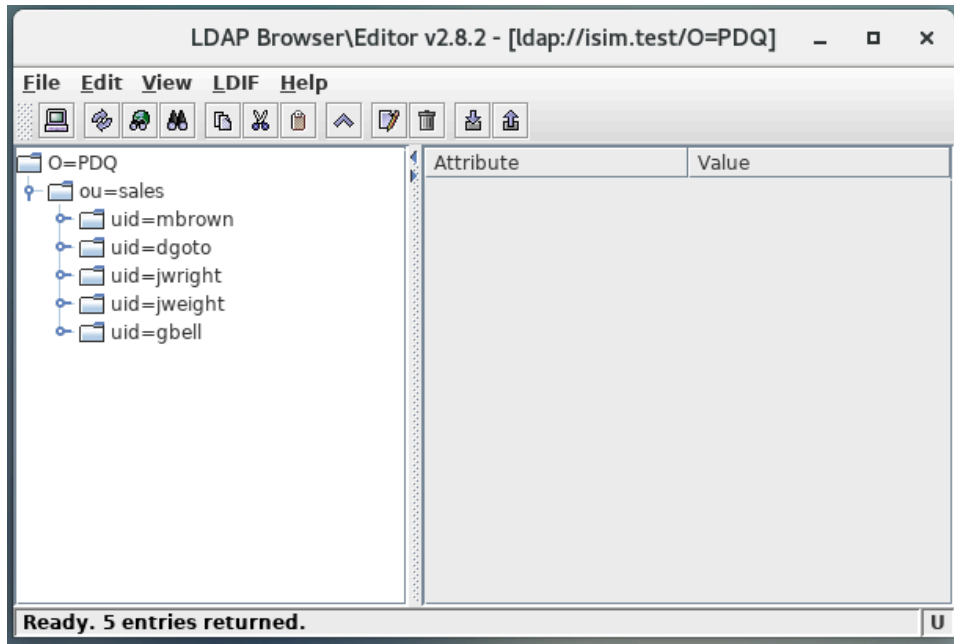 LDAP Browser\Editor v2.8.2 - [ldap://isim.test/O=PDQ]
File Edit View LDIF Help
O=PDQ
ou=sales
uid=mbrown
uid=dgoto
uid=jwright
uid=jweight
uid=gbell
Attribute Value
Ready. 5 entries returned. U